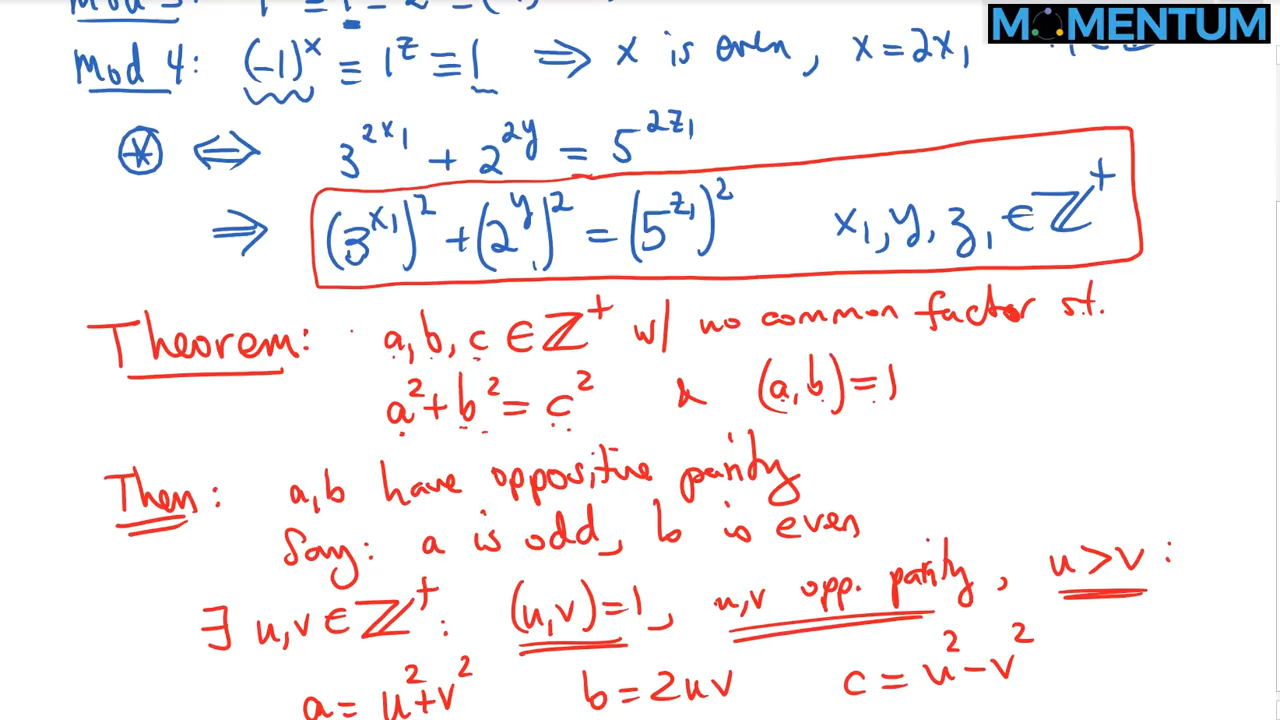 MOMENTUM
Mod 4: (-1)^x ≡ 1^z ≡ 1 ⟹ x is even, x = 2x₁
⊛ ⟺ 3^{2x₁} + 2^{2y} = 5^{2z₁}
⟹ (3^{x₁})² + (2^y)² = (5^{z₁})² x₁, y, z₁ ∈ ℤ⁺
Theorem: a, b, c ∈ ℤ⁺ w/ no common factor s.t.
a² + b² = c² & (a, b) = 1
Then: a, b have oppositive parity
Say: a is odd, b is even
∃ u, v ∈ ℤ⁺: (u, v) = 1, u, v opp. parity, u > v:
a = u² + v² b = 2uv c = u² - v²